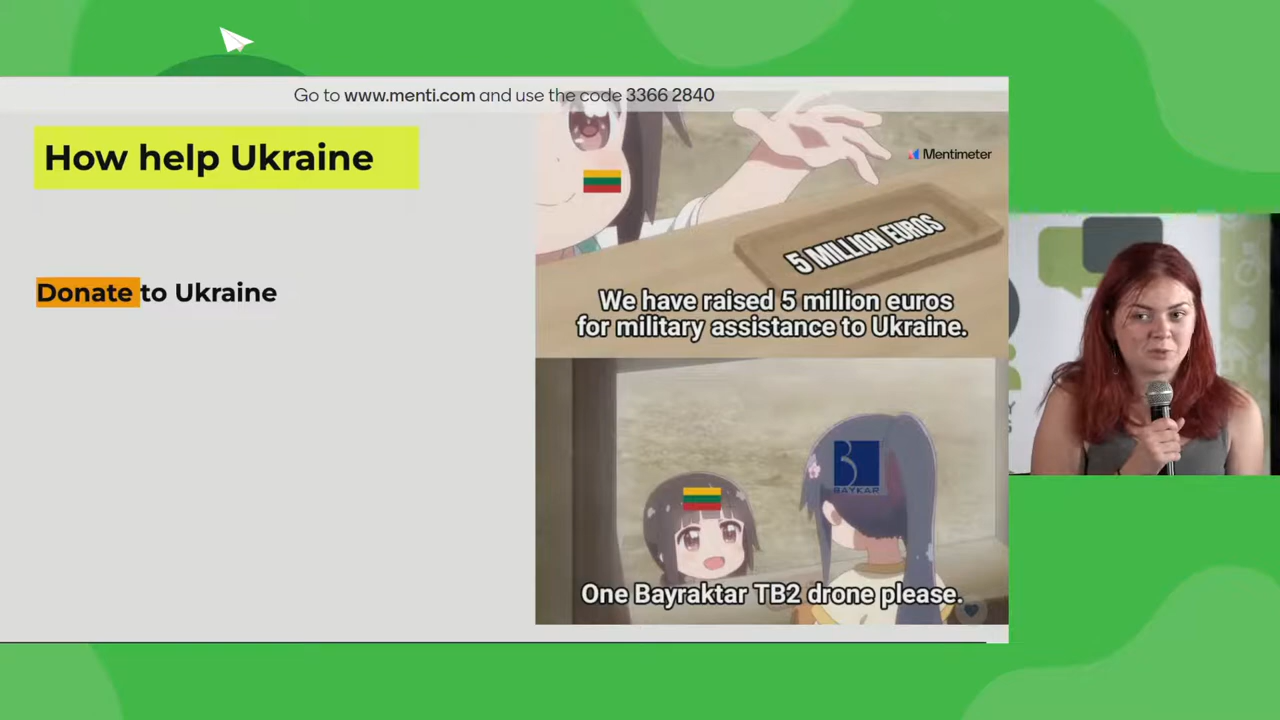 Go to www.menti.com and use the code 3366 2840
How help Ukraine
Mentimeter
Donate to Ukraine
5 MILLION EUROS
We have raised 5 million euros
for military assistance to Ukraine.
BAYKAR
One Bayraktar TB2 drone please.